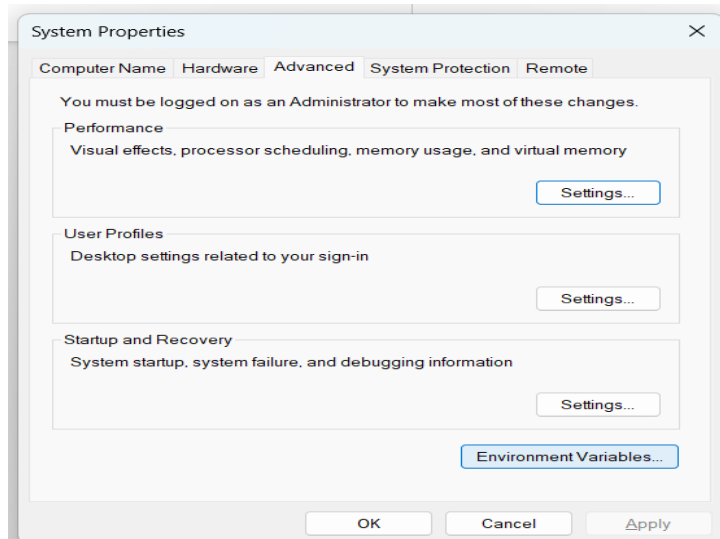 System Properties
Computer Name Hardware Advanced System Protection Remote
You must be logged on as an Administrator to make most of these changes.
Performance
Visual effects, processor scheduling, memory usage, and virtual memory
Settings...
User Profiles
Desktop settings related to your sign-in
Settings...
Startup and Recovery
System startup, system failure, and debugging information
Settings...
Environment Variables...
OK Cancel Apply